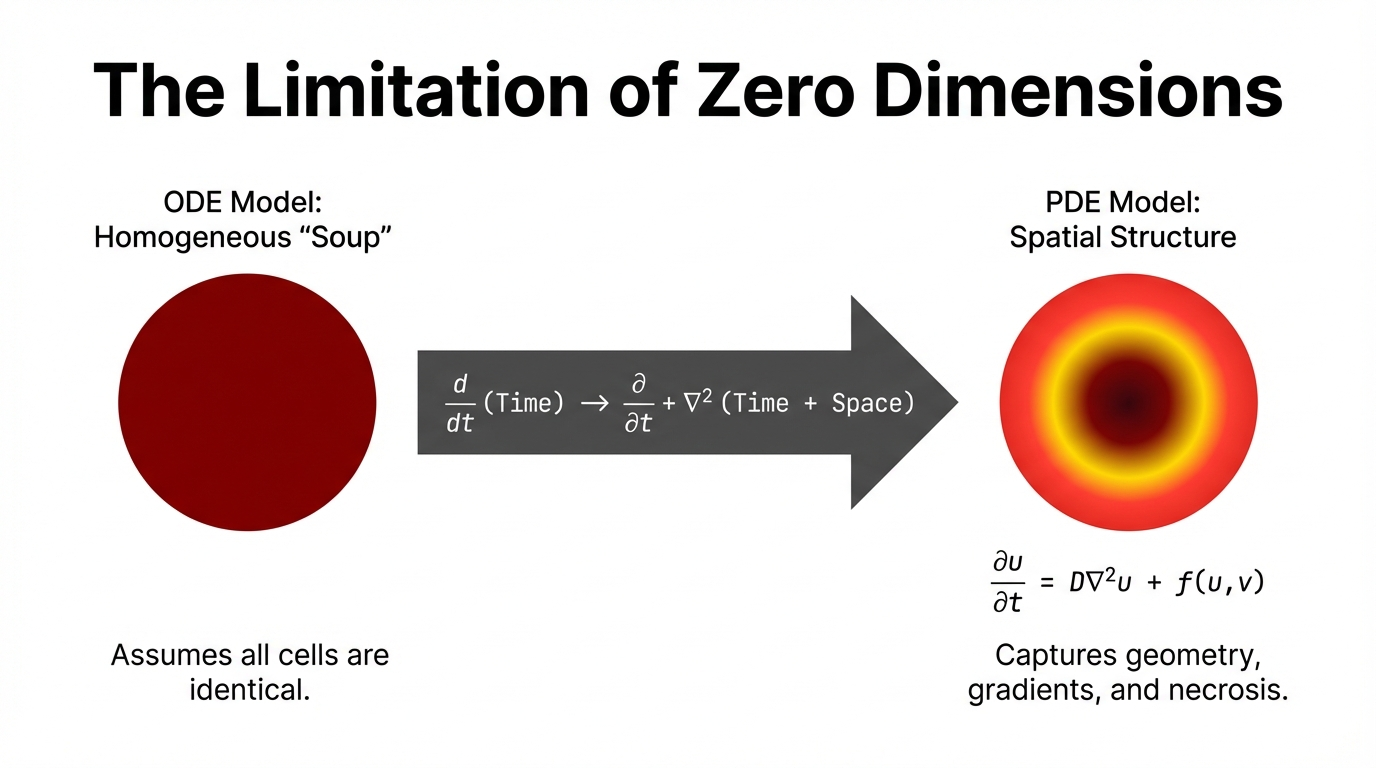 The Limitation of Zero Dimensions
ODE Model:
Homogeneous “Soup”
PDE Model:
Spatial Structure
d/dt (Time) → ∂/∂t + ∇² (Time + Space)
∂u/∂t = D∇²u + f(u,v)
Assumes all cells are
identical.
Captures geometry,
gradients, and necrosis.